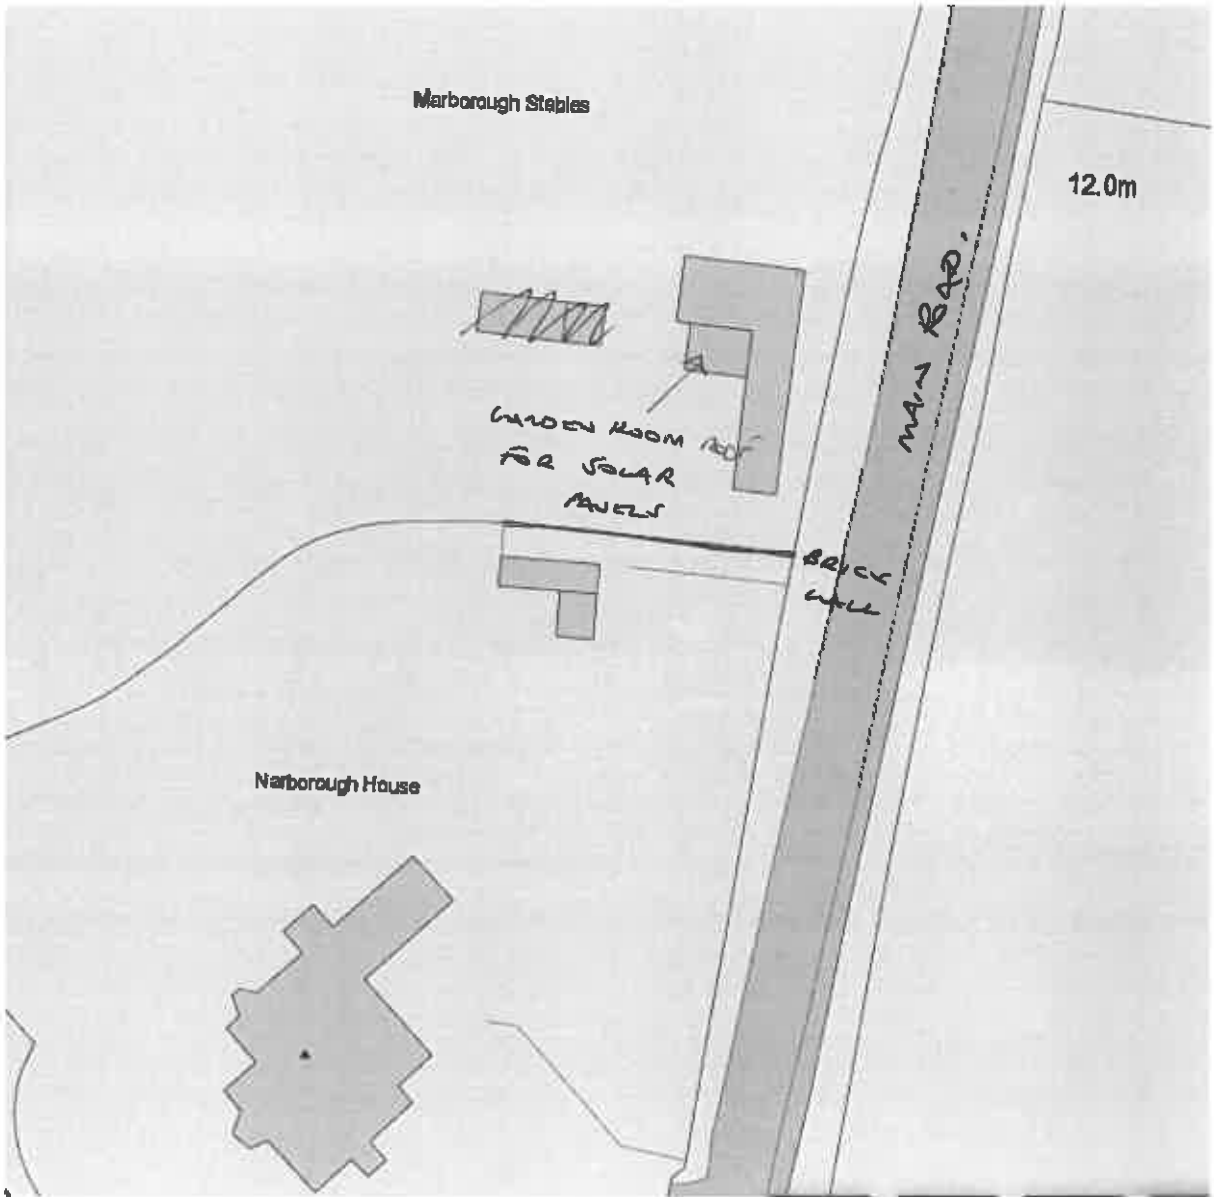 Marborough Stables
12.0m
MAIN ROAD.
GARDEN ROOM ROOF
FOR SOLAR
PANELS
BRICK
WALL
Narborough House